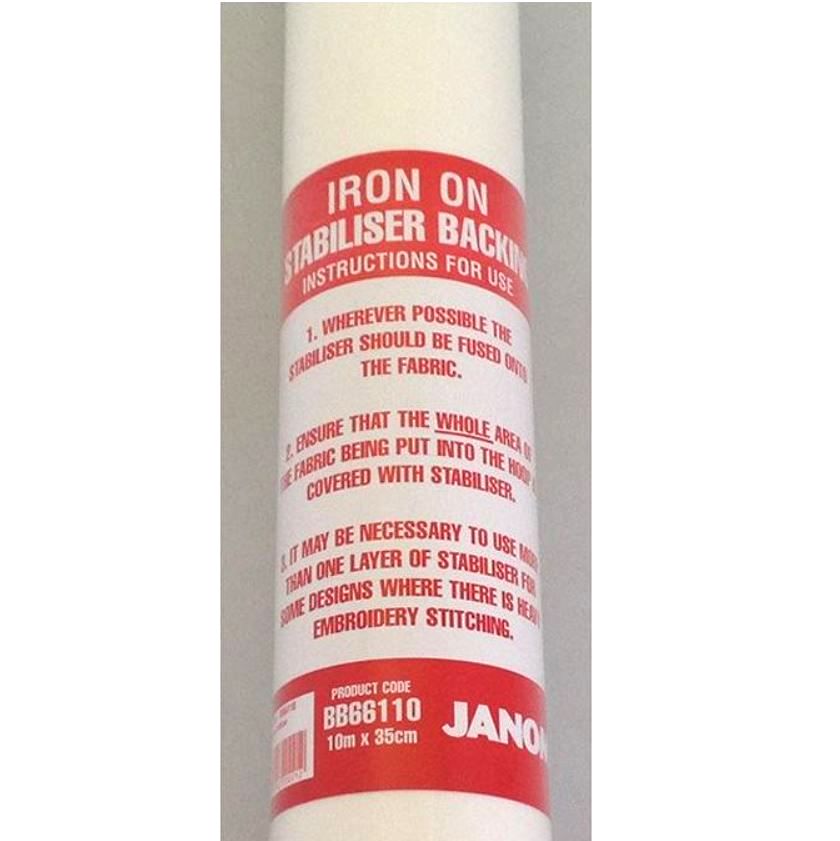 IRON ON
STABILISER BACKIN
INSTRUCTIONS FOR USE
1. WHEREVER POSSIBLE THE
STABILISER SHOULD BE FUSED ONTO
THE FABRIC.
2. ENSURE THAT THE WHOLE AREA OF
THE FABRIC BEING PUT INTO THE HOOP
COVERED WITH STABILISER.
3. IT MAY BE NECESSARY TO USE MORE
THAN ONE LAYER OF STABILISER FOR
SOME DESIGNS WHERE THERE IS HEAVY
EMBROIDERY STITCHING.
PRODUCT CODE
BB66110
10m x 35cm
JANO